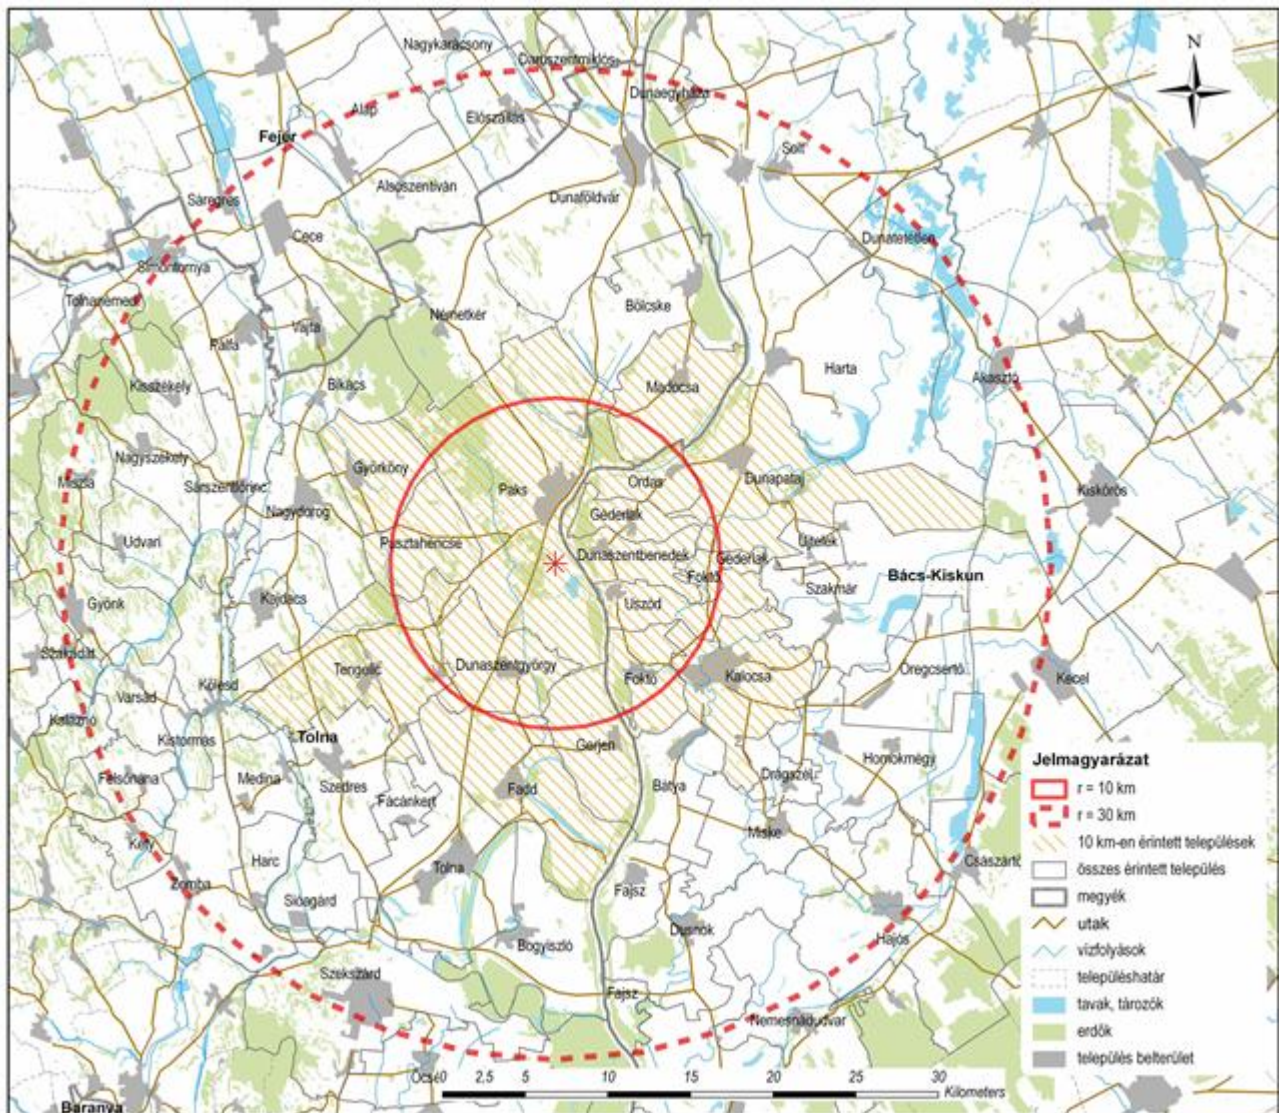 N
Nagykarácsony
Daruszentmiklós
Dunaegyháza
Alap
Előszállás
Fejér
Solt
Alsószentiván
Dunaföldvár
Sáregres
Cece
Dunatetétlen
Simontornya
Tolnanémedi
Bölcske
Németkér
Vajta
Pálfa
Harta
Akasztó
Kisszékely
Bikács
Madocsa
Nagyszékely
Györköny
Miszla
Sárszentlőrinc
Paks
Ordas
Dunapataj
Kiskőrös
Nagydorog
Géderlak
Udvari
Pusztahencse
Dunaszentbenedek
Géderlak
Újtelek
Foktő
Bács-Kiskun
Szakmár
Gyönk
Kajdacs
Uszód
Szakadát
Tengelic
Dunaszentgyörgy
Foktő
Kalocsa
Öregcsertő
Kecel
Varsád
Kölesd
Kalaznó
Kistormás
Tolna
Gerjen
Felsőnána
Medina
Szedres
Fadd
Bátya
Drágszél
Homokmégy
Fácánkert
Miske
Kéty
Harc
Tolna
Zomba
Császártö
Sióagárd
Fajsz
Dusnok
Hajós
Bogyiszló
Szekszárd
Fajsz
Nemesnádudvar
Baranya
Jelmagyarázat
r = 10 km
r = 30 km
10 km-en érintett települések
összes érintett település
megyék
utak
vízfolyások
településhatár
tavak, tározók
erdők
település belterület
Őcsé
0 2,5 5 10 15 20 25 30
Kilometers